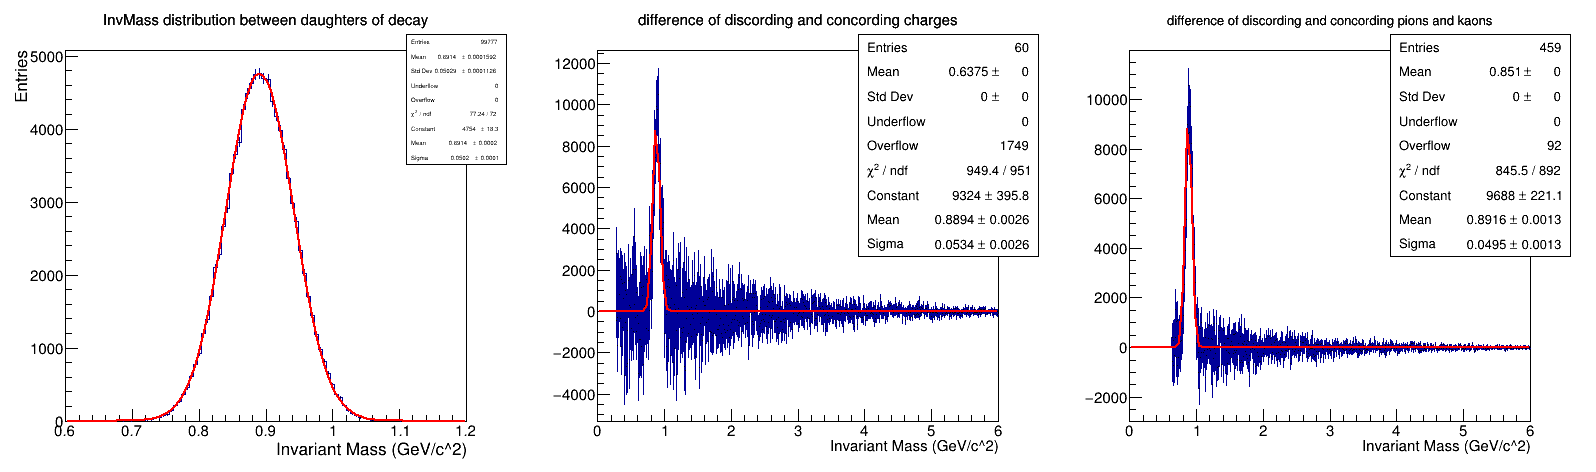 InvMass distribution between daughters of decay
Entries
5000
4000
3000
2000
1000
0
0.6 0.7 0.8 0.9 1 1.1 1.2
Invariant Mass (GeV/c^2)
Entries 99777
Mean 0.8914 ± 0.0001592
Std Dev 0.05029 ± 0.0001126
Underflow 0
Overflow 0
χ2 / ndf 77.24 / 72
Constant 4754 ± 18.3
Mean 0.8914 ± 0.0002
Sigma 0.0502 ± 0.0001
difference of discording and concording charges
12000
10000
8000
6000
4000
2000
0
−2000
−4000
0 1 2 3 4 5 6
Invariant Mass (GeV/c^2)
Entries 60
Mean 0.6375 ± 0
Std Dev 0 ± 0
Underflow 0
Overflow 1749
χ2 / ndf 949.4 / 951
Constant 9324 ± 395.8
Mean 0.8894 ± 0.0026
Sigma 0.0534 ± 0.0026
difference of discording and concording pions and kaons
10000
8000
6000
4000
2000
0
−2000
0 1 2 3 4 5 6
Invariant Mass (GeV/c^2)
Entries 459
Mean 0.851 ± 0
Std Dev 0 ± 0
Underflow 0
Overflow 92
χ2 / ndf 845.5 / 892
Constant 9688 ± 221.1
Mean 0.8916 ± 0.0013
Sigma 0.0495 ± 0.0013